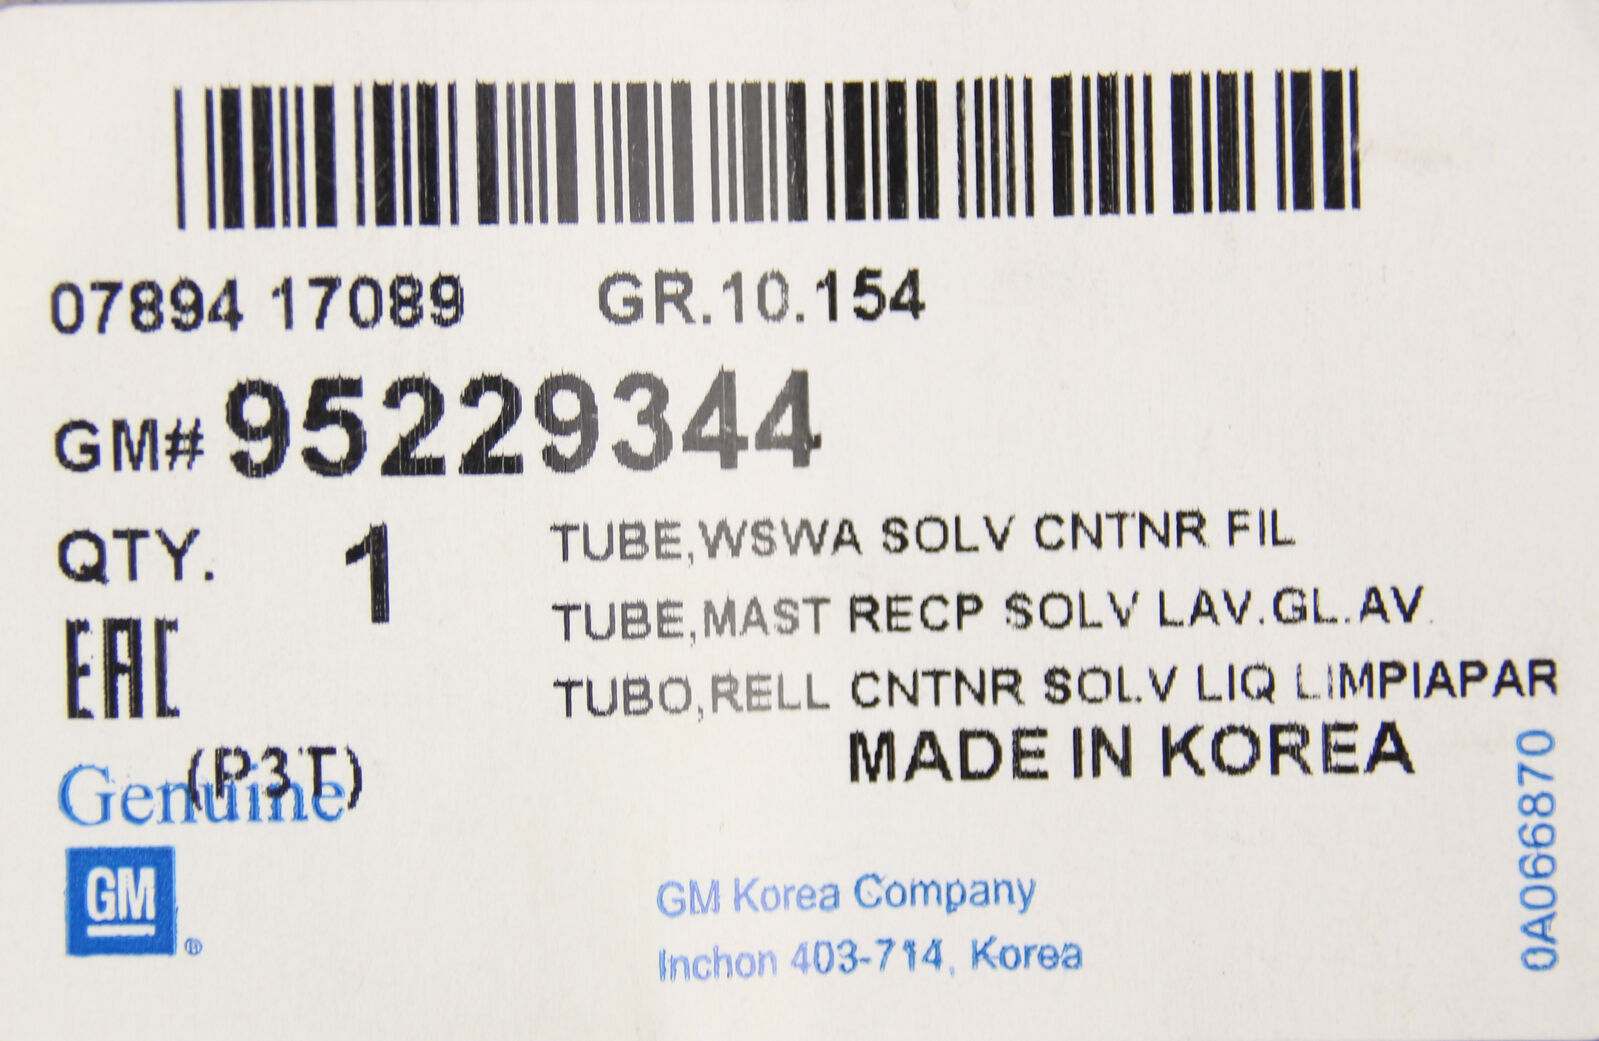 07894 17089 GR.10.154
GM# 95229344
QTY. 1
TUBE,WSWA SOLV CNTNR FIL
TUBE,MAST RECP SOLV LAV.GL.AV.
TUBO,RELL CNTNR SOLV LIQ LIMPIAPAR
EAC
MADE IN KOREA
(P3T)
Genuine
GM
®
GM Korea Company
Inchon 403-714, Korea
0A066870